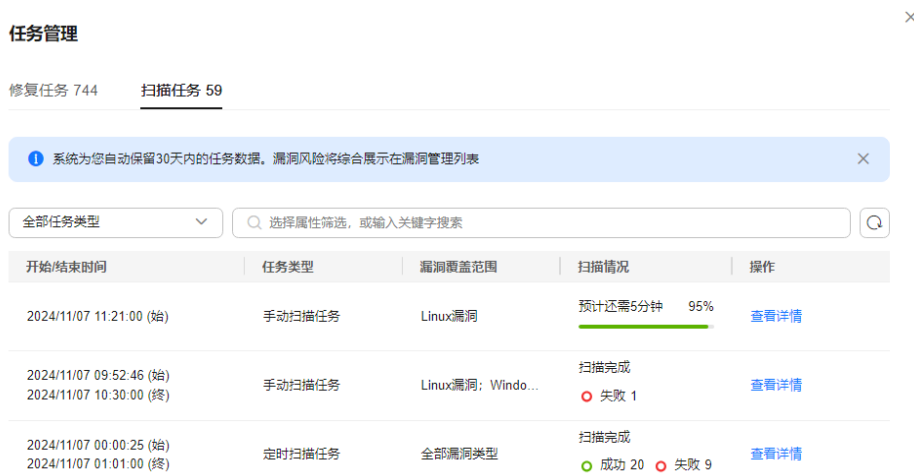 任务管理
修复任务 744 扫描任务 59
系统为您自动保留30天内的任务数据。漏洞风险将综合展示在漏洞管理列表
全部任务类型 选择属性筛选，或输入关键字搜索
开始/结束时间 任务类型 漏洞覆盖范围 扫描情况 操作
2024/11/07 11:21:00 (始) 手动扫描任务 Linux漏洞 预计还需5分钟 95% 查看详情
2024/11/07 09:52:46 (始)
2024/11/07 10:30:00 (终) 手动扫描任务 Linux漏洞；Windo... 扫描完成
失败 1 查看详情
2024/11/07 00:00:25 (始)
2024/11/07 01:01:00 (终) 定时扫描任务 全部漏洞类型 扫描完成
成功 20 失败 9 查看详情